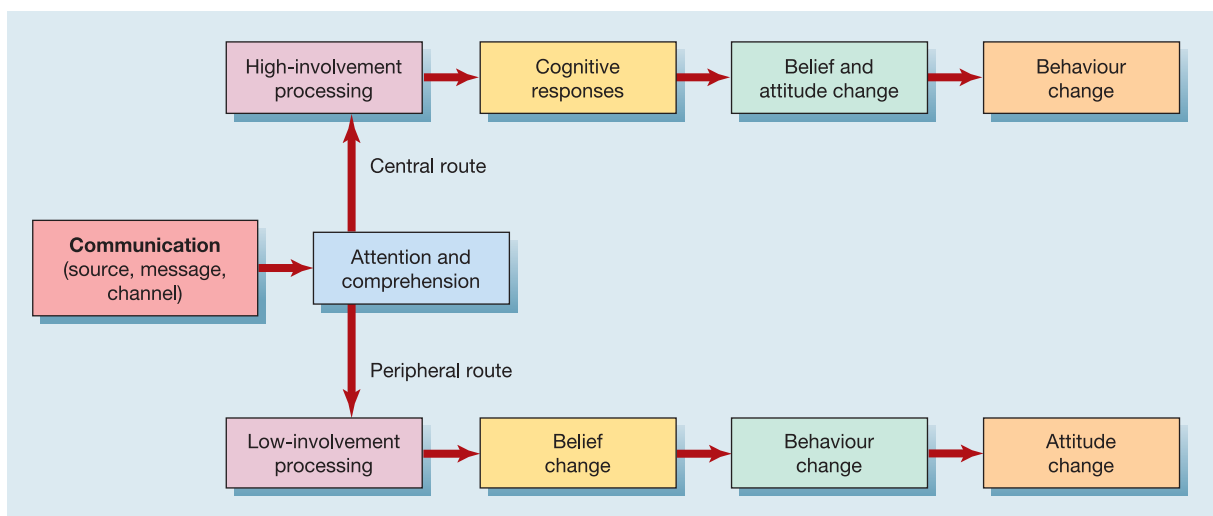 High-involvement
processing
Cognitive
responses
Belief and
attitude change
Behaviour
change
Central route
Communication
(source, message,
channel)
Attention and
comprehension
Peripheral route
Low-involvement
processing
Belief
change
Behaviour
change
Attitude
change